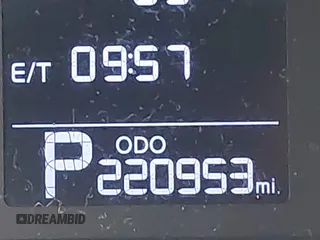 E/T 09:57
ODO
P 220953 mi.
DREAMBID